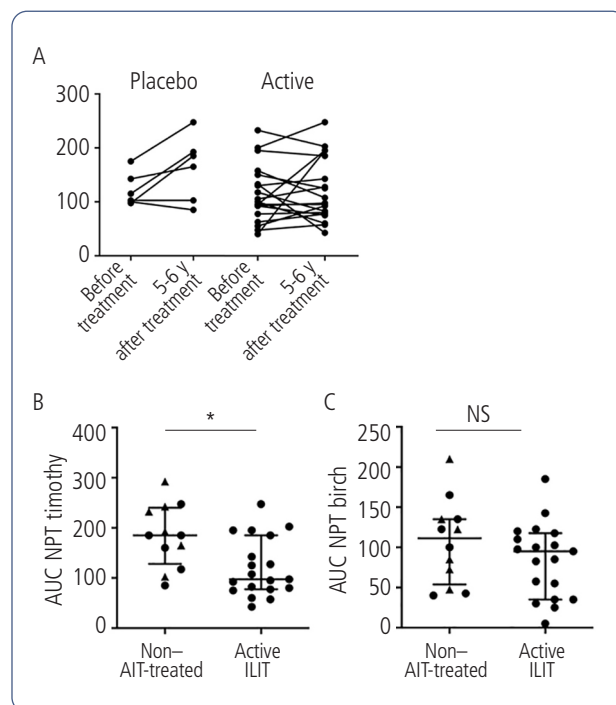 A
Placebo Active
300
200
100
0
Before
treatment
5-6 y
after treatment
Before
treatment
5-6 y
after treatment
B
*
AUC NPT timothy
400
300
200
100
0
Non–
AIT-treated
Active
ILIT
C
NS
AUC NPT birch
250
200
150
100
50
0
Non–
AIT-treated
Active
ILIT